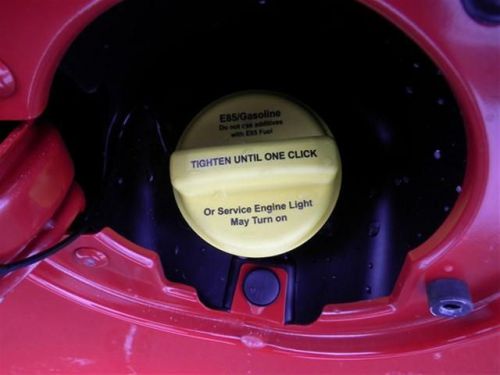 E85/Gasoline
Do not use additives
with E85 Fuel
TIGHTEN UNTIL ONE CLICK
Or Service Engine Light
May Turn on